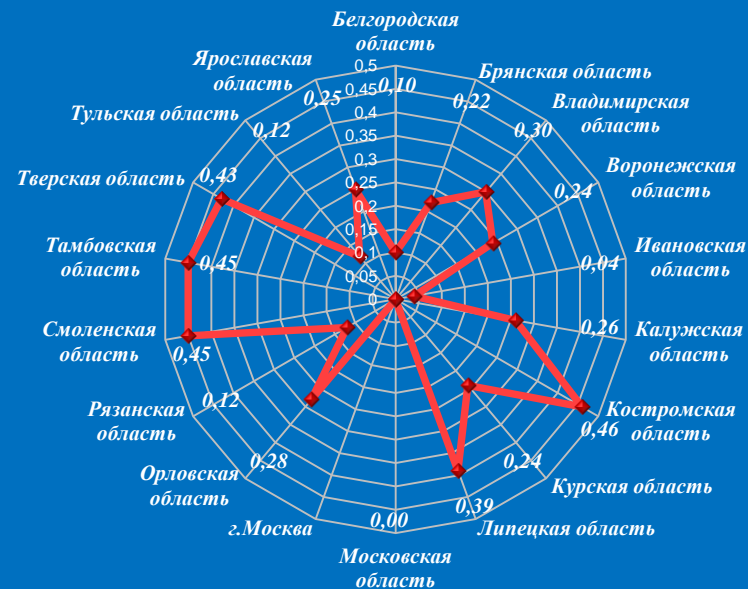 Белгородская
область
0,10
Брянская область
0,22
Владимирская
область
0,30
Воронежская
область
0,24
Ивановская
область
0,04
Калужская
область
0,26
Костромская
область
0,46
Курская область
0,24
Липецкая область
0,39
Московская
область
0,00
г.Москва
Орловская
область
0,28
Рязанская
область
0,12
Смоленская
область
0,45
Тамбовская
область
0,45
Тверская область
0,43
Тульская область
0,12
Ярославская
область
0,25
0,5
0,45
0,4
0,35
0,3
0,25
0,2
0,15
0,1
0,05
0